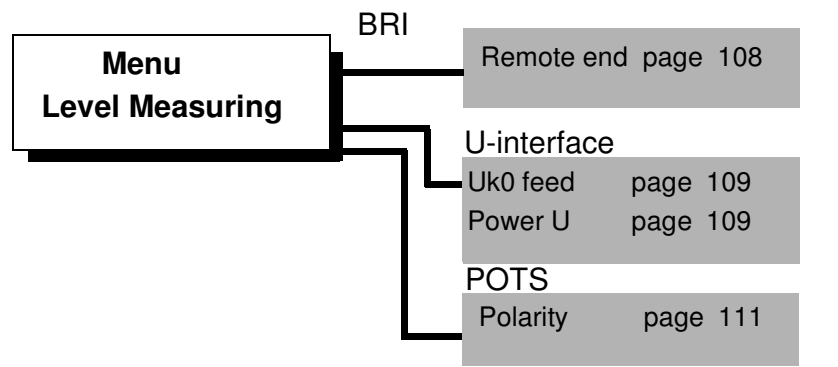 Menu
Level Measuring
BRI
Remote end page 108
U-interface
Uk0 feed page 109
Power U page 109
POTS
Polarity page 111